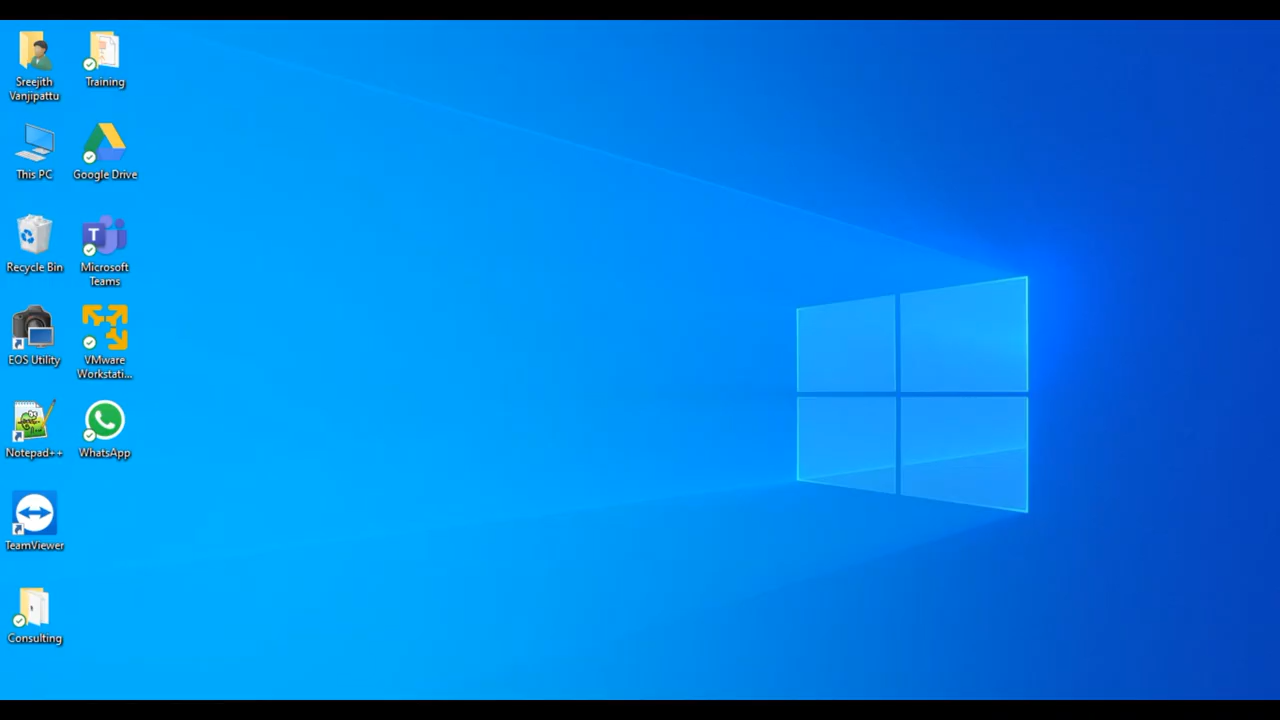 Sreejith
Vanjipattu
Training
This PC
Google Drive
Recycle Bin
Microsoft
Teams
EOS Utility
VMware
Workstati...
Notepad++
WhatsApp
TeamViewer
Consulting